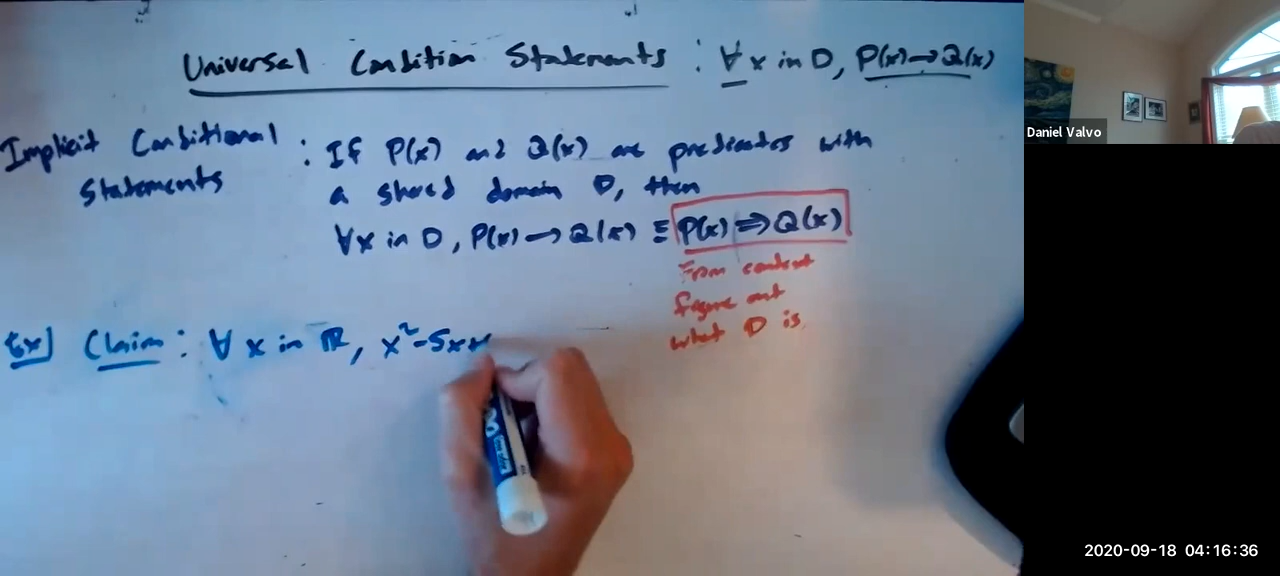 Universal Condition Statements : ∀ x in D, P(x) → Q(x)
Implicit Conditional Statements : If P(x) and Q(x) are predicates with
a shared domain D, then
∀x in D, P(x) → Q(x) ≡ P(x) ⇒ Q(x)
From context
figure out
what D is.
Ex] Claim : ∀ x in ℝ, x²-5x+
Daniel Valvo
2020-09-18 04:16:36